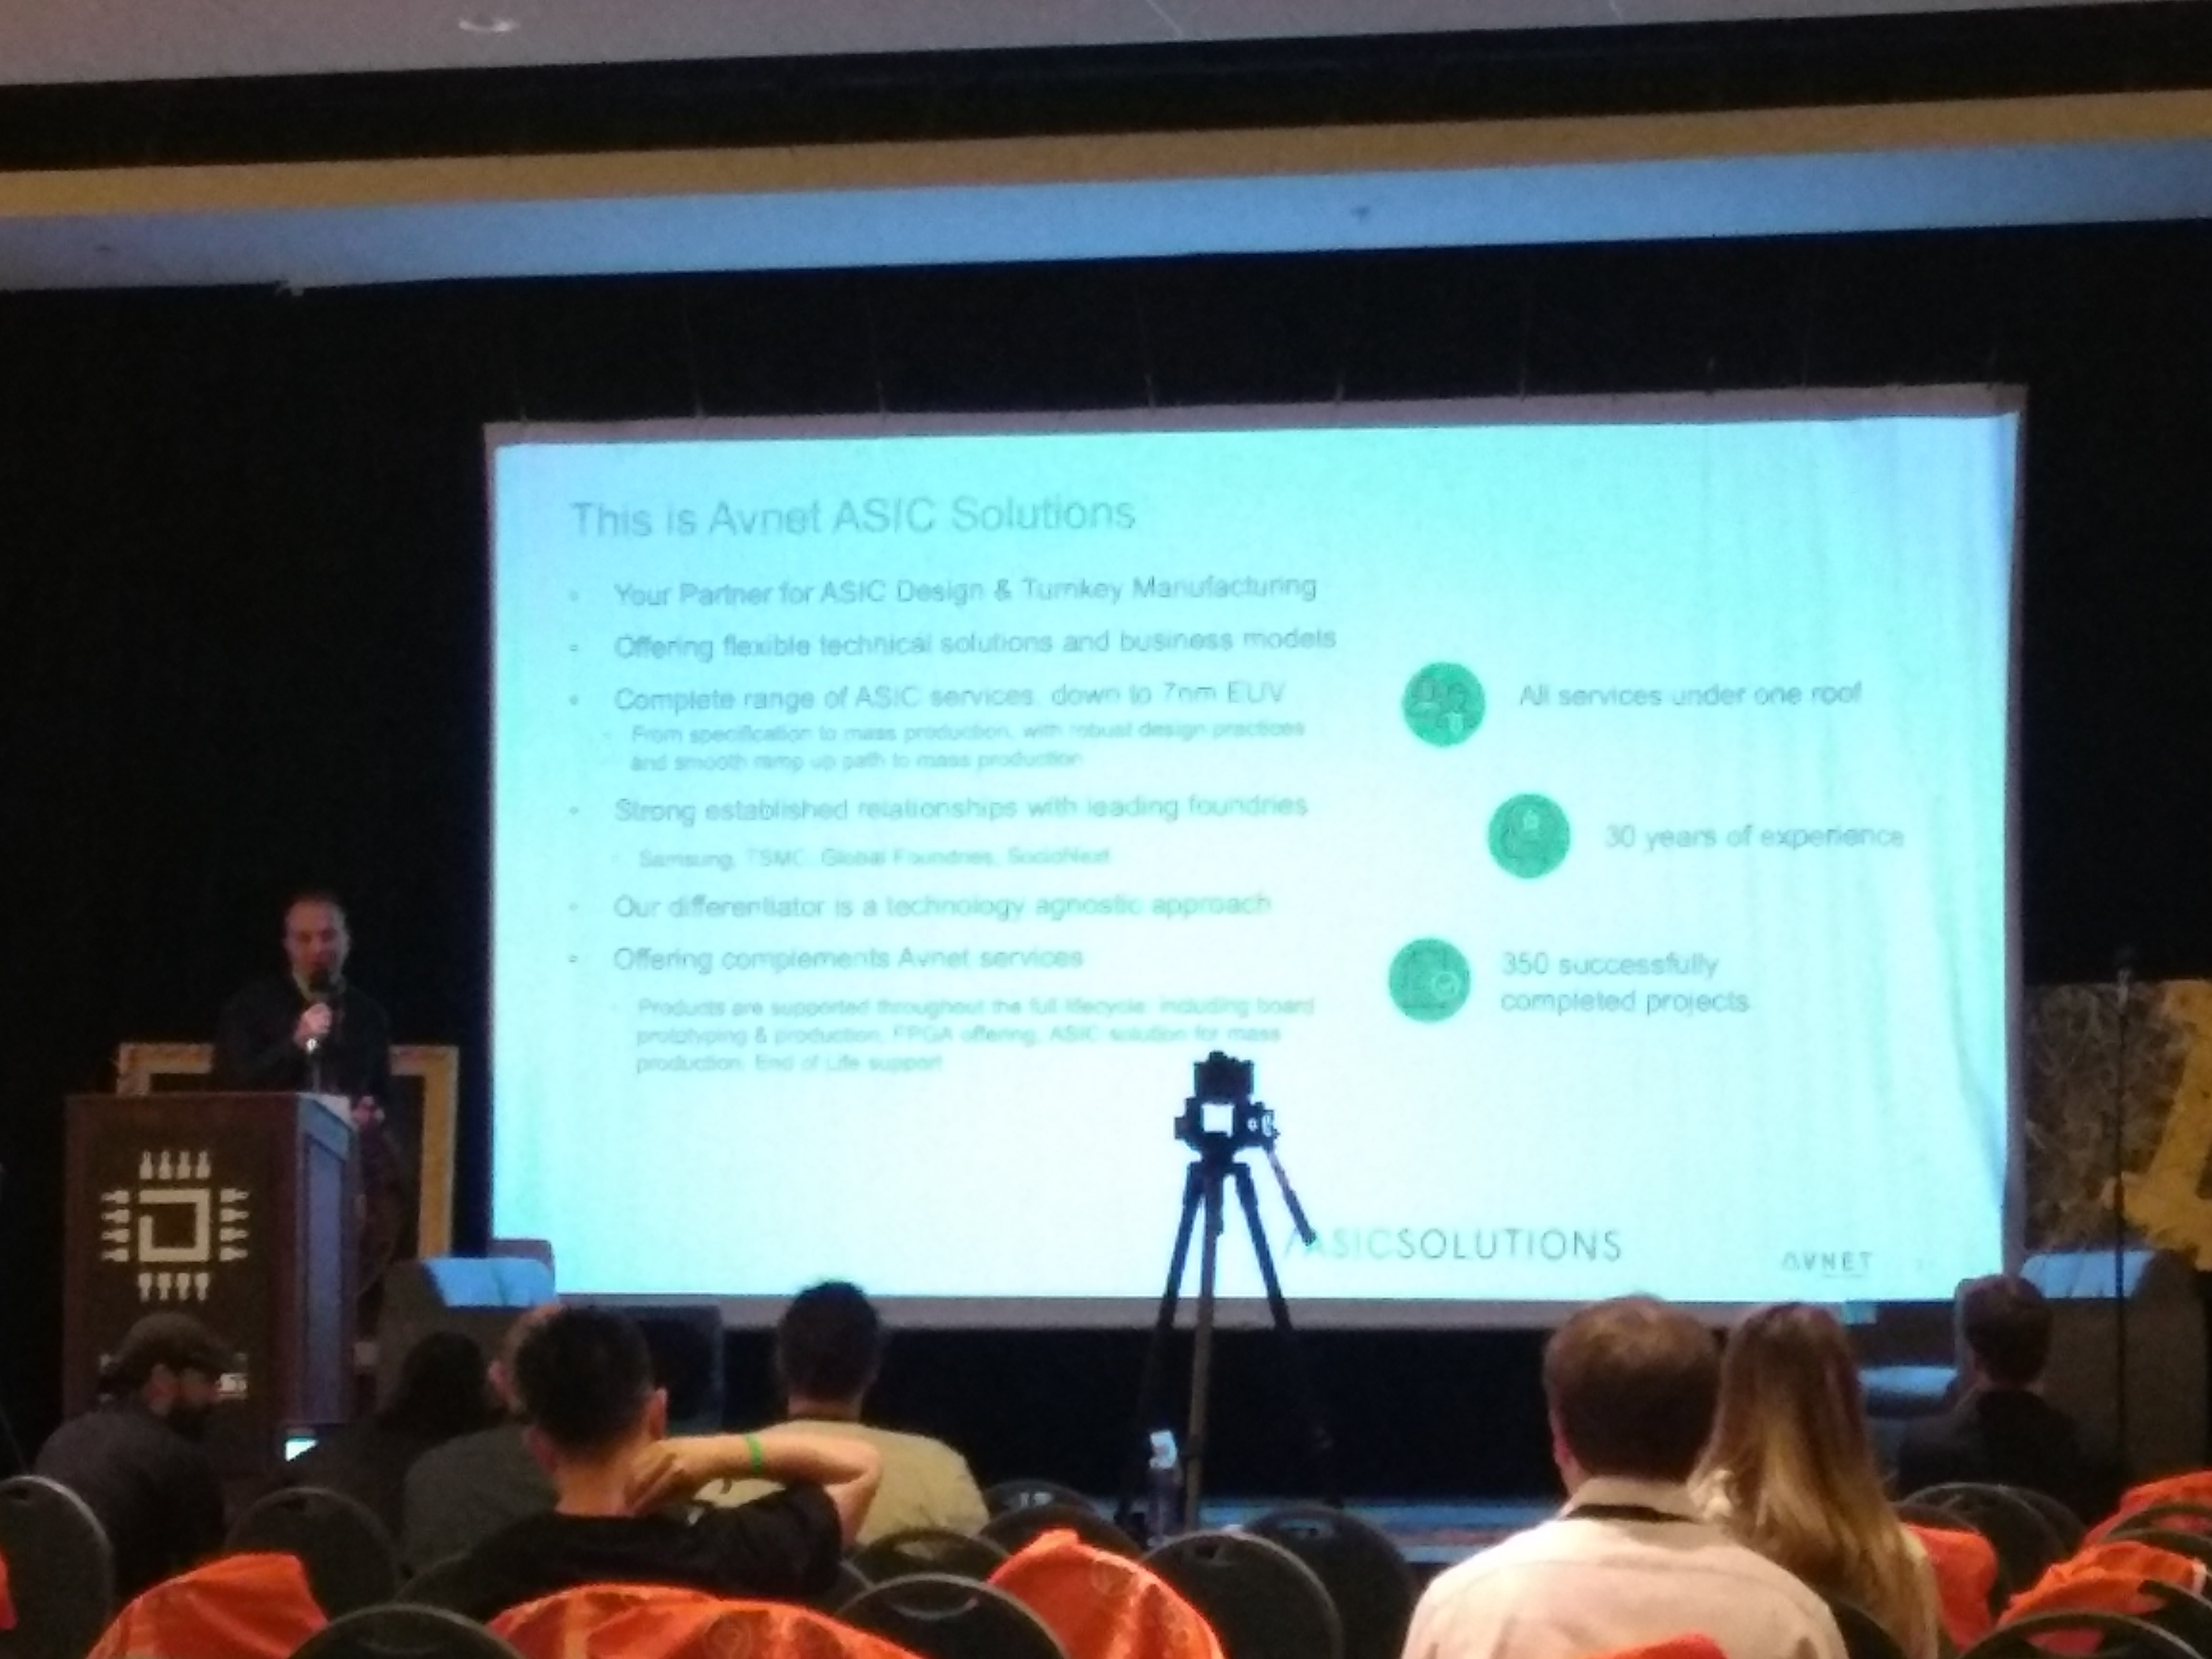 This is Avnet ASIC Solutions
Your Partner for ASIC Design & Turnkey Manufacturing
Offering flexible technical solutions and business models
Complete range of ASIC services, down to 7nm EUV
From specification to mass production, with robust design practices
and smooth ramp up path to mass production
Strong established relationships with leading foundries
Samsung, TSMC, Global Foundries, SocioNext
Our differentiator is a technology agnostic approach
Offering complements Avnet services
Products are supported throughout the full lifecycle: including board
prototyping & production, FPGA offering, ASIC solution for mass
production, End of Life support
All services under one roof
30 years of experience
350 successfully
completed projects
ASICSOLUTIONS
AVNET